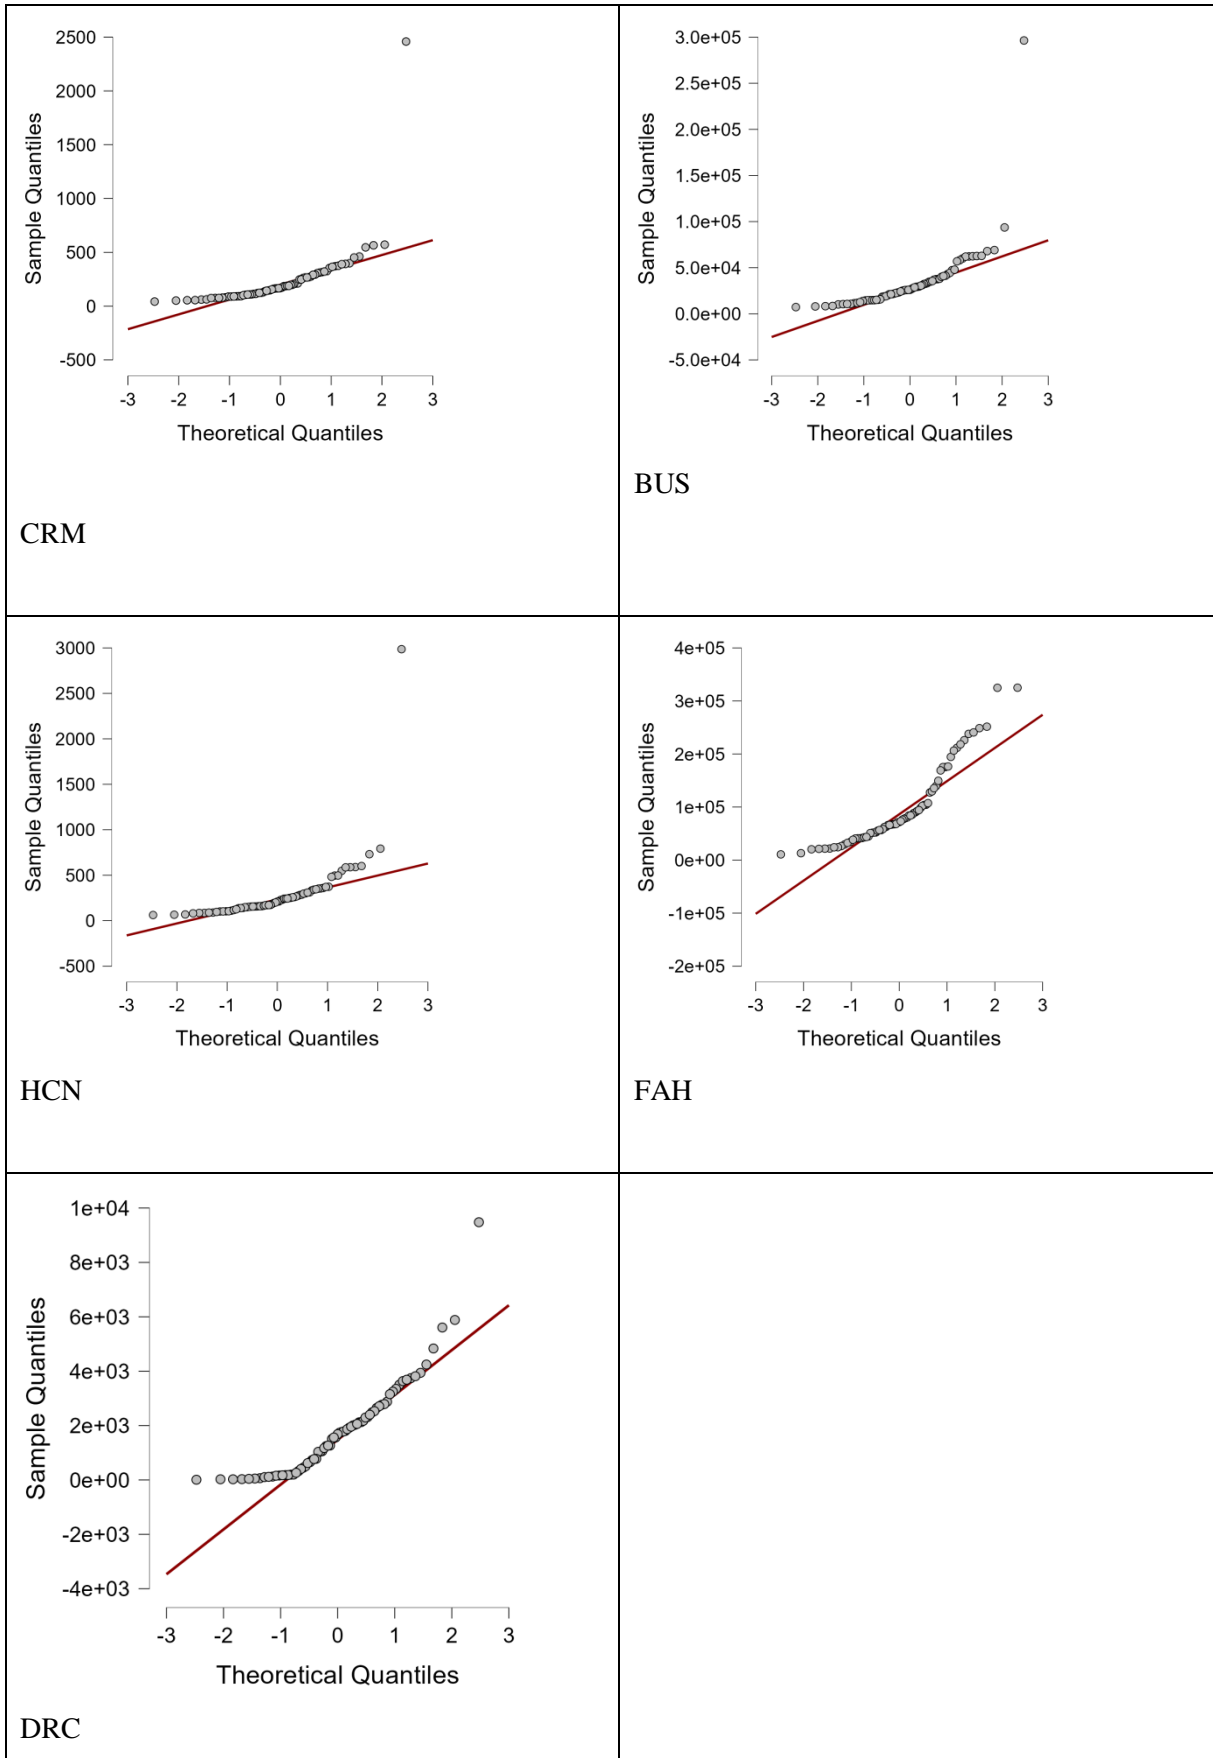 2500
2000
1500
1000
500
0
-500
Sample Quantiles
-3 -2 -1 0 1 2 3
Theoretical Quantiles
CRM
3.0e+05
2.5e+05
2.0e+05
1.5e+05
1.0e+05
5.0e+04
0.0e+00
-5.0e+04
Sample Quantiles
-3 -2 -1 0 1 2 3
Theoretical Quantiles
BUS
3000
2500
2000
1500
1000
500
0
-500
Sample Quantiles
-3 -2 -1 0 1 2 3
Theoretical Quantiles
HCN
4e+05
3e+05
2e+05
1e+05
0e+00
-1e+05
-2e+05
Sample Quantiles
-3 -2 -1 0 1 2 3
Theoretical Quantiles
FAH
1e+04
8e+03
6e+03
4e+03
2e+03
0e+00
-2e+03
-4e+03
Sample Quantiles
-3 -2 -1 0 1 2 3
Theoretical Quantiles
DRC